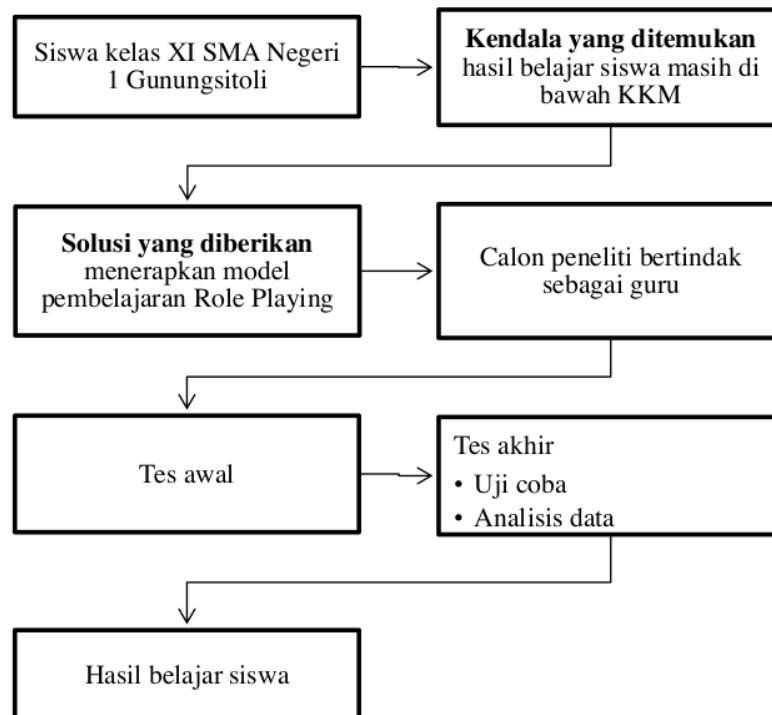 Siswa kelas XI SMA Negeri
1 Gunungsitoli
Kendala yang ditemukan
hasil belajar siswa masih di
bawah KKM
Solusi yang diberikan
menerapkan model
pembelajaran Role Playing
Calon peneliti bertindak
sebagai guru
Tes awal
Tes akhir
• Uji coba
• Analisis data
Hasil belajar siswa